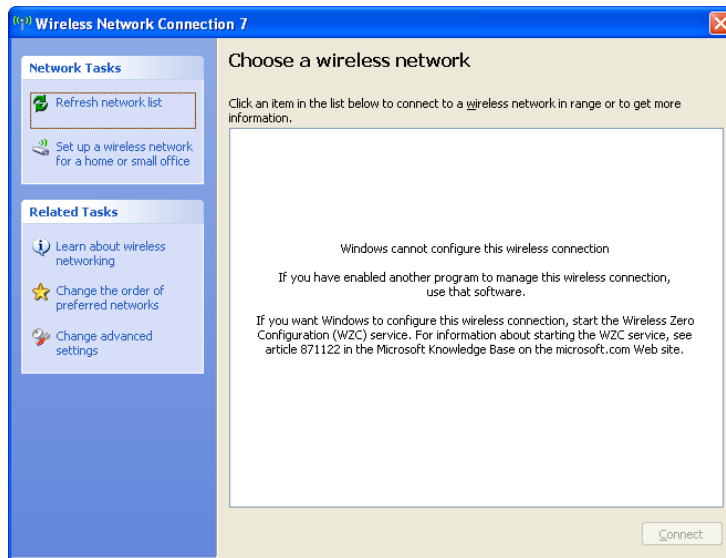 Wireless Network Connection 7
Network Tasks
Refresh network list
Set up a wireless network
for a home or small office
Related Tasks
Learn about wireless
networking
Change the order of
preferred networks
Change advanced
settings
Choose a wireless network
Click an item in the list below to connect to a wireless network in range or to get more
information.
Windows cannot configure this wireless connection
If you have enabled another program to manage this wireless connection,
use that software.
If you want Windows to configure this wireless connection, start the Wireless Zero
Configuration (WZC) service. For information about starting the WZC service, see
article 871122 in the Microsoft Knowledge Base on the microsoft.com Web site.
Connect